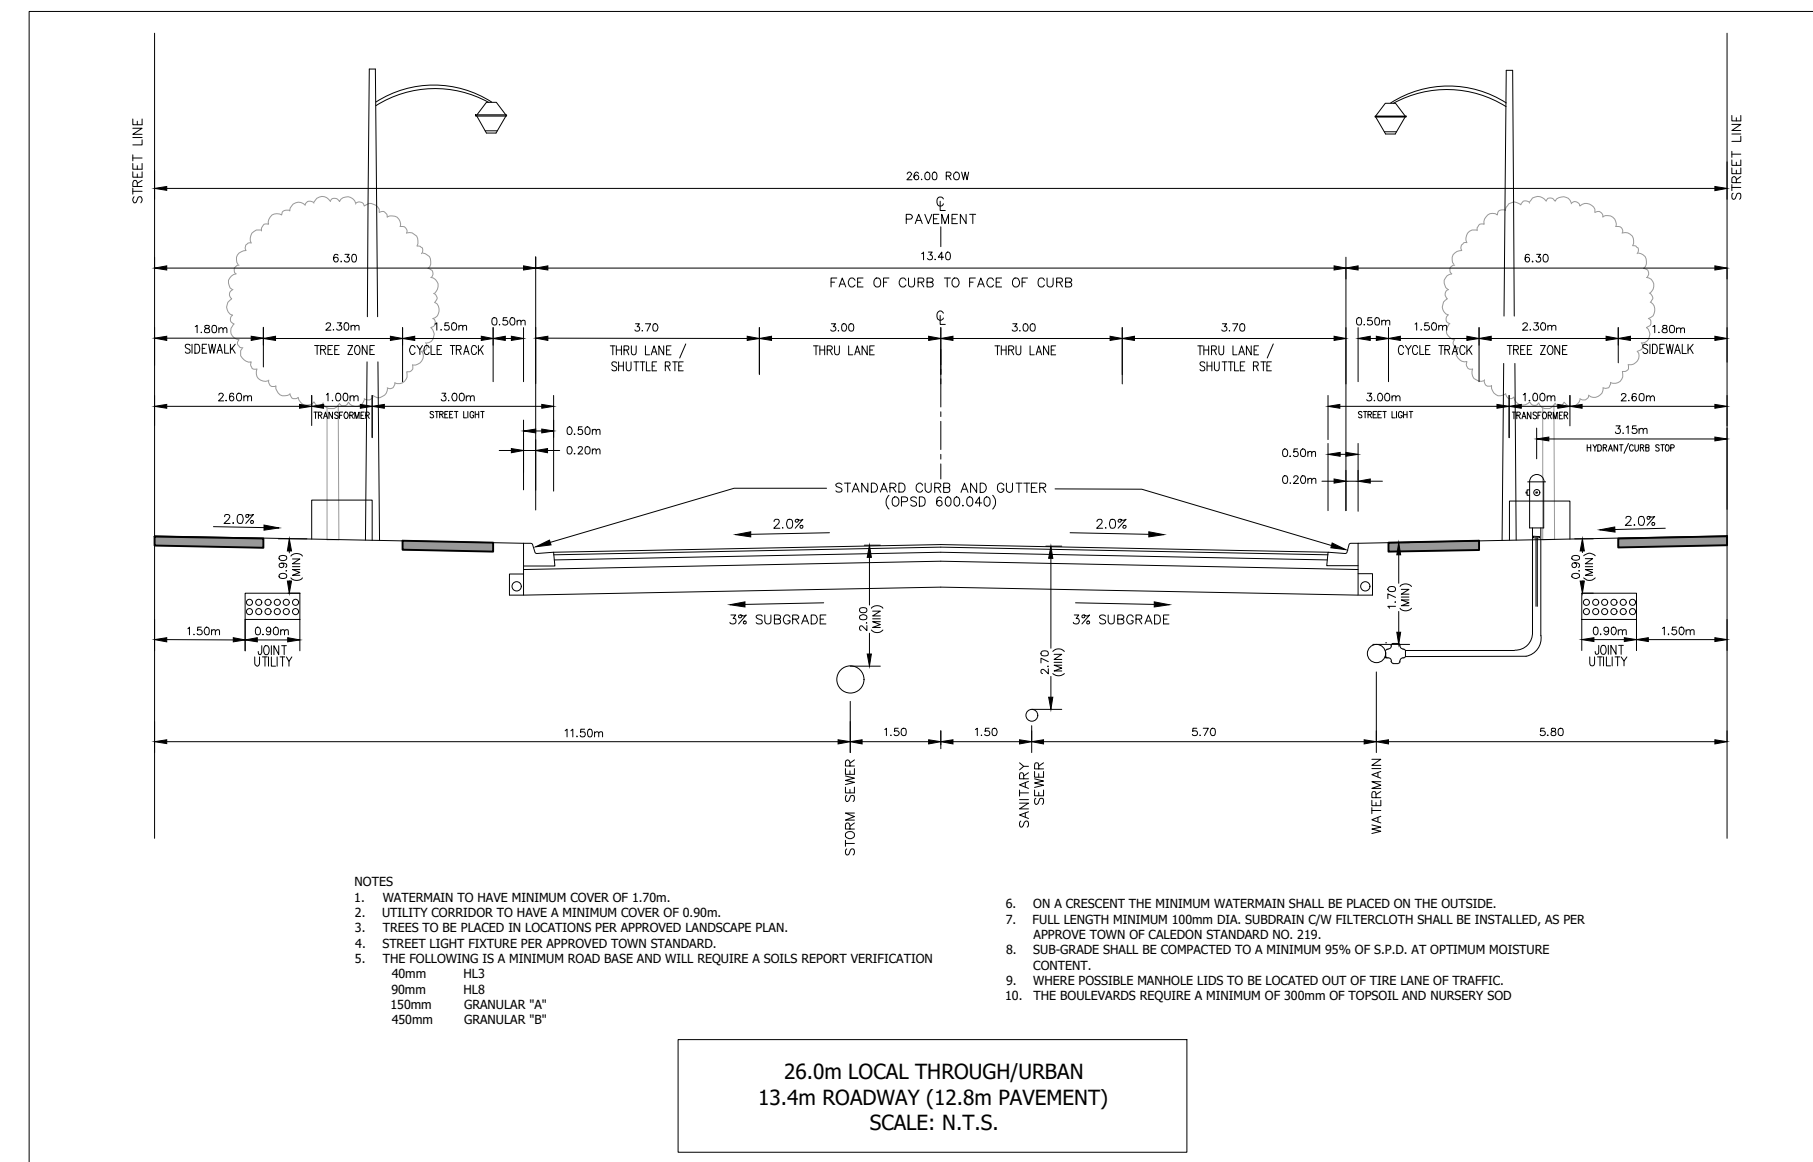 STREET LINE
STREET LINE
26.00 ROW
℄
PAVEMENT
6.30
13.40
6.30
FACE OF CURB TO FACE OF CURB
℄
1.80m
2.30m
1.50m
0.50m
3.70
3.00
3.00
3.70
0.50m
1.50m
2.30m
1.80m
SIDEWALK
TREE ZONE
CYCLE TRACK
THRU LANE /
SHUTTLE RTE
THRU LANE
THRU LANE
THRU LANE /
SHUTTLE RTE
CYCLE TRACK
TREE ZONE
SIDEWALK
2.60m
1.00m
3.00m
3.00m
1.00m
2.60m
TRANSFORMER
STREET LIGHT
STREET LIGHT
TRANSFORMER
0.50m
0.20m
3.15m
HYDRANT/CURB STOP
0.50m
0.20m
STANDARD CURB AND GUTTER
(OPSD 600.040)
2.0%
2.0%
2.0%
2.0%
0.90
(MIN)
0.90
(MIN)
1.70
(MIN)
2.00
(MIN)
2.70
(MIN)
3% SUBGRADE
3% SUBGRADE
1.50m
0.90m
JOINT
UTILITY
0.90m
1.50m
JOINT
UTILITY
11.50m
1.50
1.50
5.70
5.80
STORM SEWER
SANITARY
SEWER
WATERMAIN
NOTES
1. WATERMAIN TO HAVE MINIMUM COVER OF 1.70m.
2. UTILITY CORRIDOR TO HAVE A MINIMUM COVER OF 0.90m.
3. TREES TO BE PLACED IN LOCATIONS PER APPROVED LANDSCAPE PLAN.
4. STREET LIGHT FIXTURE PER APPROVED TOWN STANDARD.
5. THE FOLLOWING IS A MINIMUM ROAD BASE AND WILL REQUIRE A SOILS REPORT VERIFICATION
40mm HL3
90mm HL8
150mm GRANULAR "A"
450mm GRANULAR "B"
6. ON A CRESCENT THE MINIMUM WATERMAIN SHALL BE PLACED ON THE OUTSIDE.
7. FULL LENGTH MINIMUM 100mm DIA. SUBDRAIN C/W FILTERCLOTH SHALL BE INSTALLED, AS PER
APPROVE TOWN OF CALEDON STANDARD NO. 219.
8. SUB-GRADE SHALL BE COMPACTED TO A MINIMUM 95% OF S.P.D. AT OPTIMUM MOISTURE
CONTENT.
9. WHERE POSSIBLE MANHOLE LIDS TO BE LOCATED OUT OF TIRE LANE OF TRAFFIC.
10. THE BOULEVARDS REQUIRE A MINIMUM OF 300mm OF TOPSOIL AND NURSERY SOD
26.0m LOCAL THROUGH/URBAN
13.4m ROADWAY (12.8m PAVEMENT)
SCALE: N.T.S.